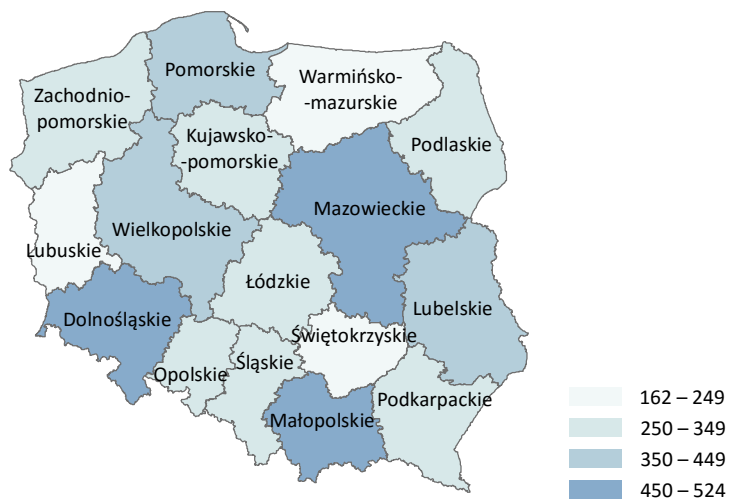 Pomorskie
Warmińsko-
-mazurskie
Zachodnio-
pomorskie
Kujawsko-
-pomorskie
Podlaskie
Mazowieckie
Wielkopolskie
Lubuskie
Łódzkie
Lubelskie
Dolnośląskie
Świętokrzyskie
Opolskie
Śląskie
Podkarpackie
Małopolskie
162 – 249
250 – 349
350 – 449
450 – 524